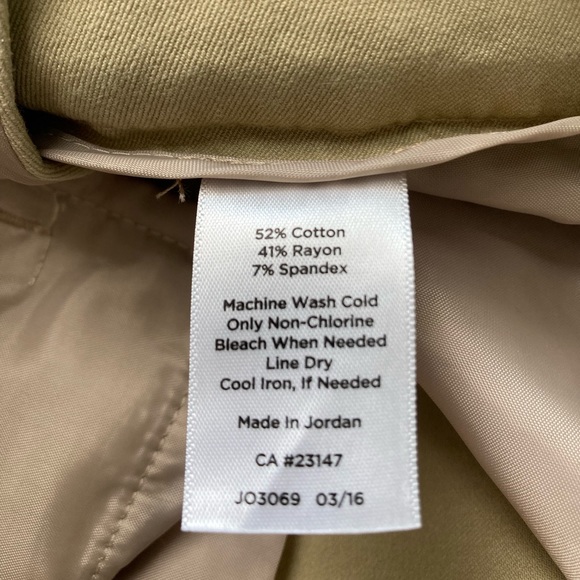 52% Cotton
41% Rayon
7% Spandex
Machine Wash Cold
Only Non-Chlorine
Bleach When Needed
Line Dry
Cool Iron, If Needed
Made In Jordan
CA #23147
JO3069 03/16